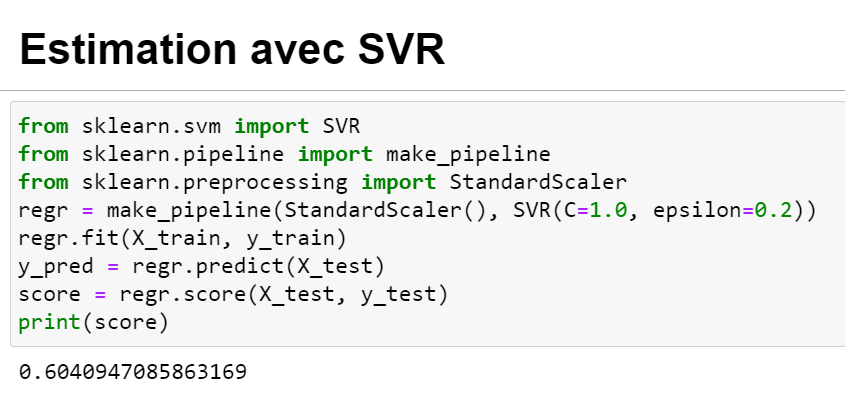 Estimation avec SVR
from sklearn.svm import SVR
from sklearn.pipeline import make_pipeline
from sklearn.preprocessing import StandardScaler
regr = make_pipeline(StandardScaler(), SVR(C=1.0, epsilon=0.2))
regr.fit(X_train, y_train)
y_pred = regr.predict(X_test)
score = regr.score(X_test, y_test)
print(score)
0.6040947085863169